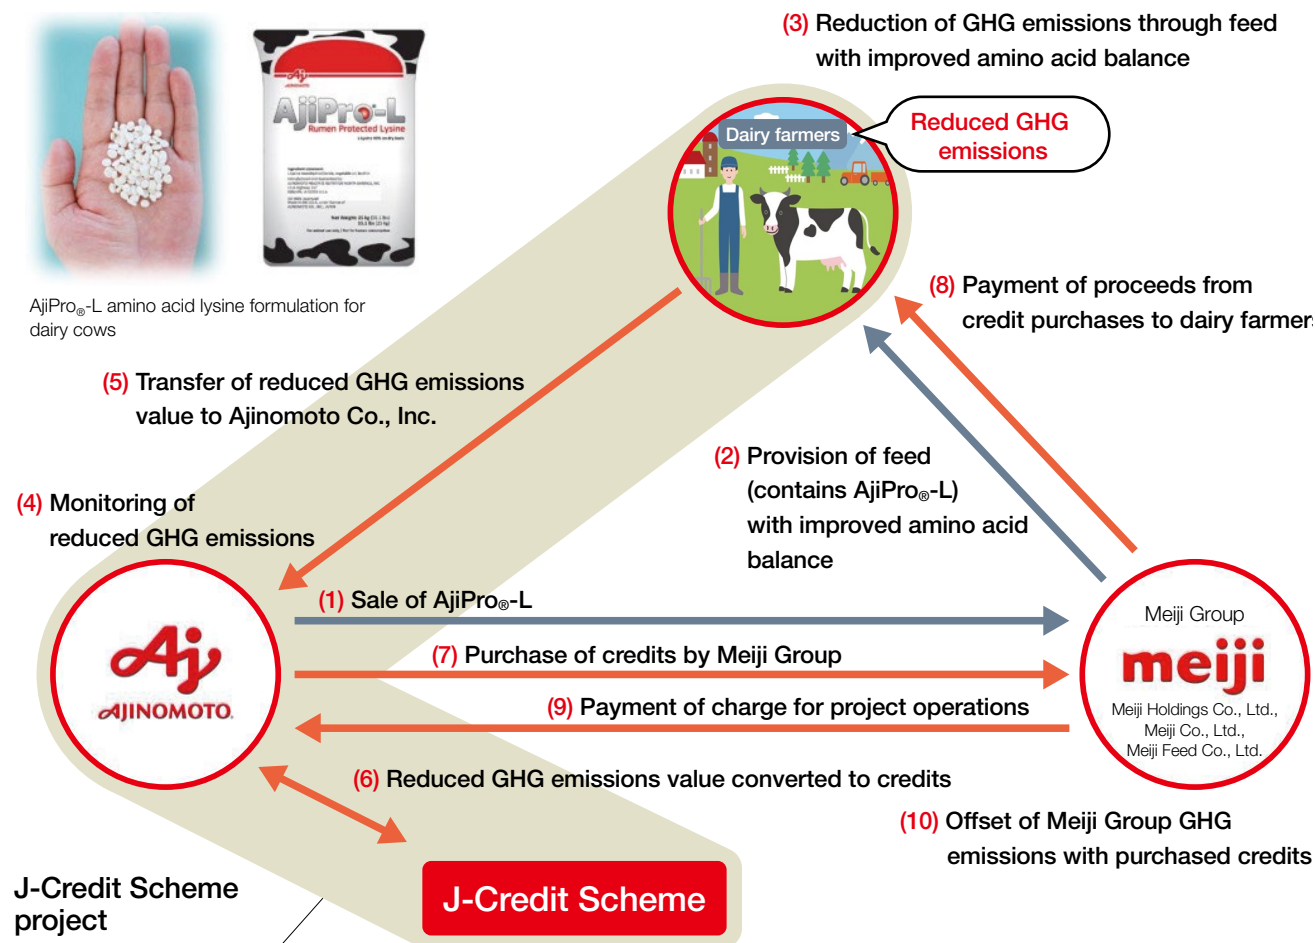 (3) Reduction of GHG emissions through feed
with improved amino acid balance
Aj
AJINOMOTO
AjiPro®-L
Rumen Protected Lysine
Dairy farmers
Reduced GHG
emissions
AjiPro®-L amino acid lysine formulation for
dairy cows
(8) Payment of proceeds from
credit purchases to dairy farmers
(5) Transfer of reduced GHG emissions
value to Ajinomoto Co., Inc.
(2) Provision of feed
(contains AjiPro®-L)
with improved amino acid
balance
(4) Monitoring of
reduced GHG emissions
(1) Sale of AjiPro®-L
(7) Purchase of credits by Meiji Group
(9) Payment of charge for project operations
Aj
AJINOMOTO.
Meiji Group
meiji
Meiji Holdings Co., Ltd.,
Meiji Co., Ltd.,
Meiji Feed Co., Ltd.
(6) Reduced GHG emissions value converted to credits
(10) Offset of Meiji Group GHG
emissions with purchased credits
J-Credit Scheme
project
J-Credit Scheme